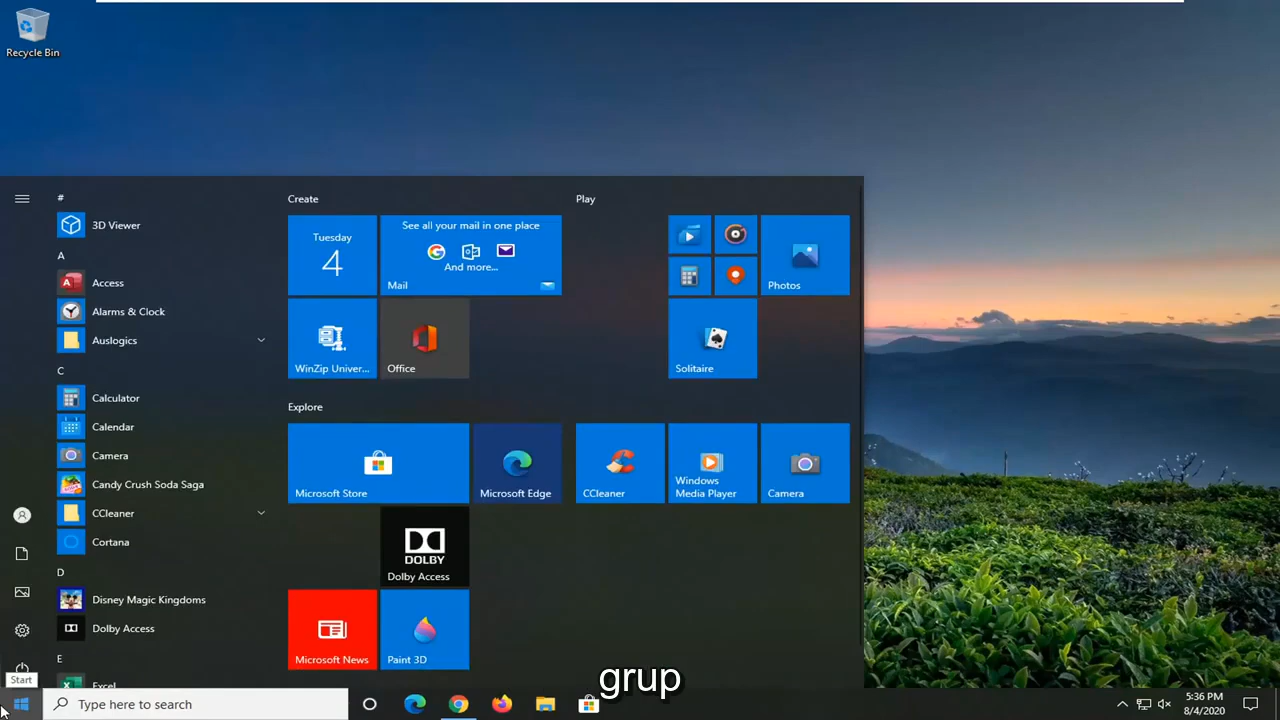 Recycle Bin
#
3D Viewer
A
Access
Alarms & Clock
Auslogics
C
Calculator
Calendar
Camera
Candy Crush Soda Saga
CCleaner
Cortana
D
Disney Magic Kingdoms
Dolby Access
E
Excel
Start
Create
Tuesday
4
See all your mail in one place
And more...
Mail
WinZip Univer...
Office
Play
Photos
Solitaire
Explore
Microsoft Store
Microsoft Edge
CCleaner
Windows
Media Player
Camera
DOLBY
Dolby Access
Microsoft News
Paint 3D
grup
Type here to search
5:36 PM
8/4/2020